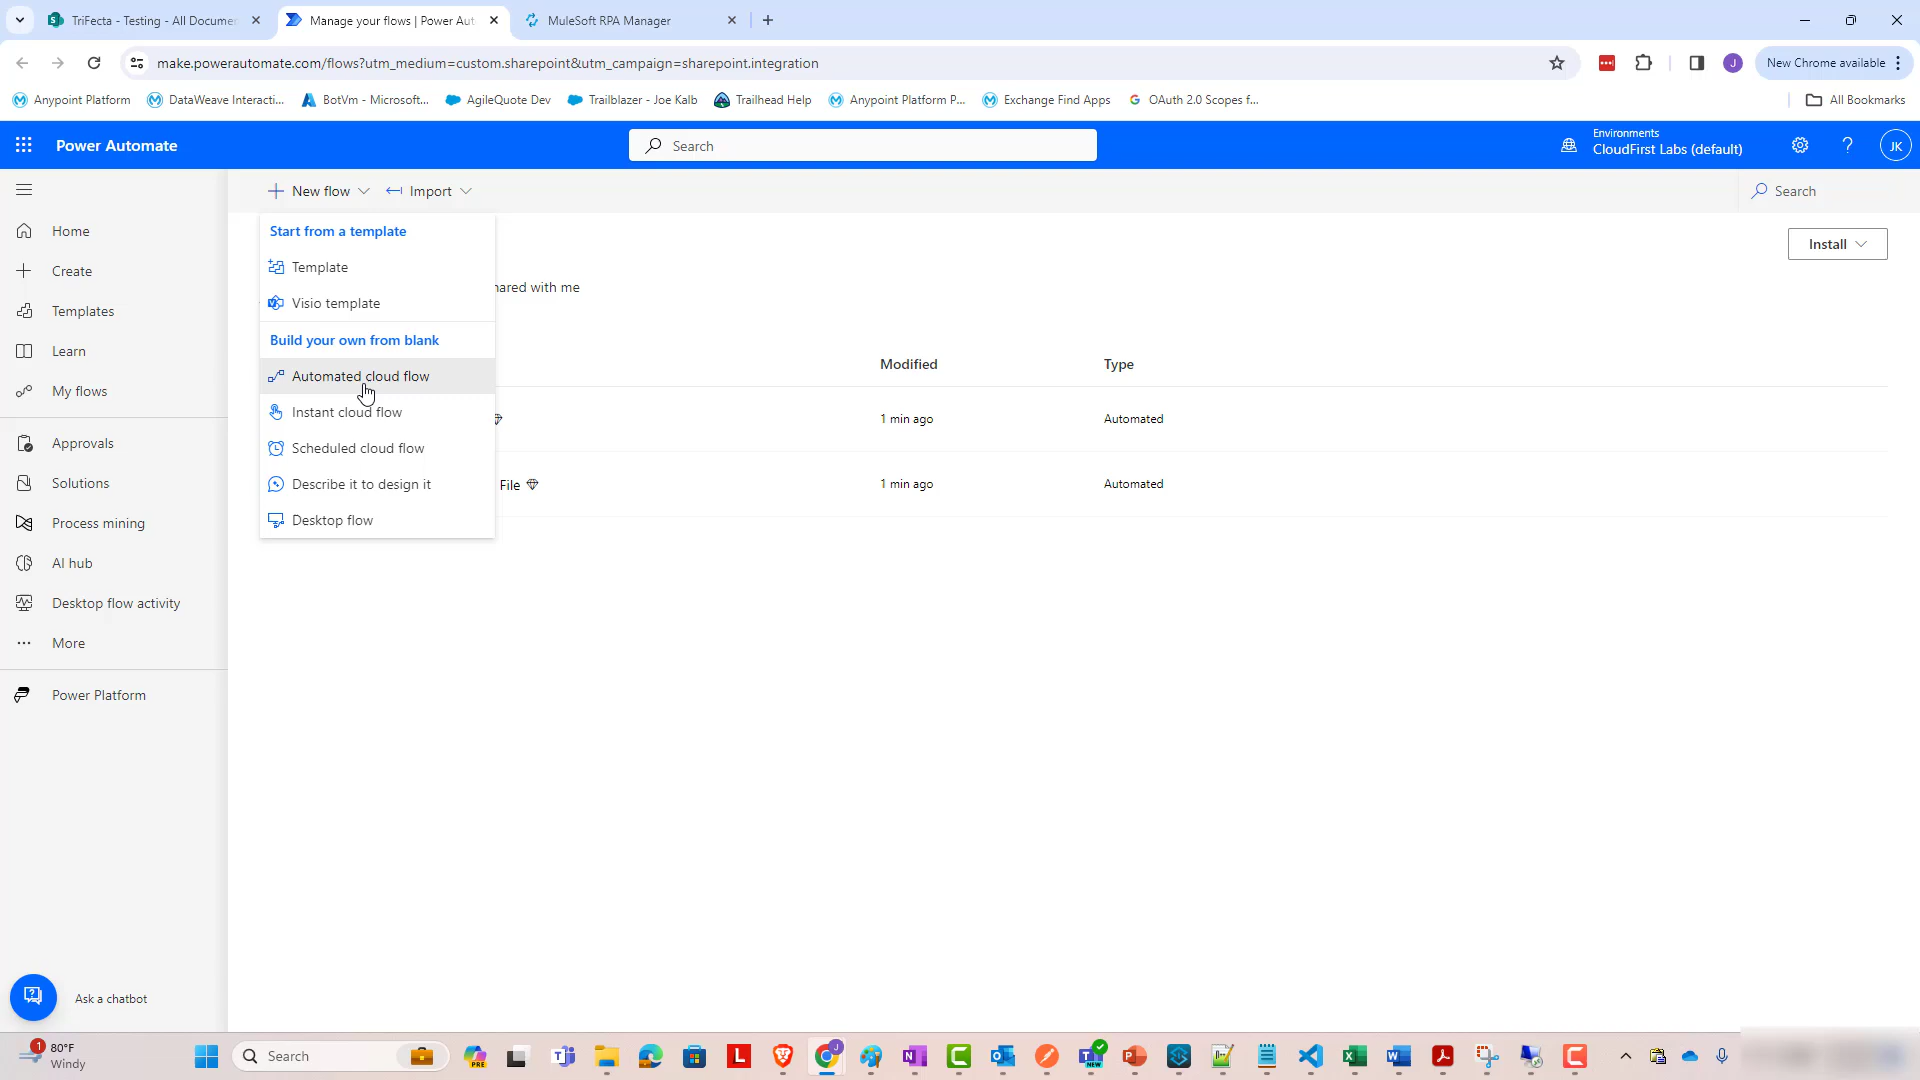 TriFecta - Testing - All Documen
Manage your flows | Power Aut
MuleSoft RPA Manager
make.powerautomate.com/flows?utm_medium=custom.sharepoint&utm_campaign=sharepoint.integration
J
New Chrome available
Anypoint Platform
DataWeave Interacti...
BotVm - Microsoft...
AgileQuote Dev
Trailblazer - Joe Kalb
Trailhead Help
Anypoint Platform P...
Exchange Find Apps
OAuth 2.0 Scopes f...
All Bookmarks
Power Automate
Search
Environments
CloudFirst Labs (default)
?
JK
New flow
Import
Search
Home
Create
Templates
Learn
My flows
Approvals
Solutions
Process mining
AI hub
Desktop flow activity
More
Power Platform
Start from a template
Template
Visio template
Build your own from blank
Automated cloud flow
Instant cloud flow
Scheduled cloud flow
Describe it to design it
Desktop flow
Install
hared with me
Modified
Type
1 min ago
Automated
File
1 min ago
Automated
Ask a chatbot
1
80°F
Windy
Search
PRE
L
J
NEW